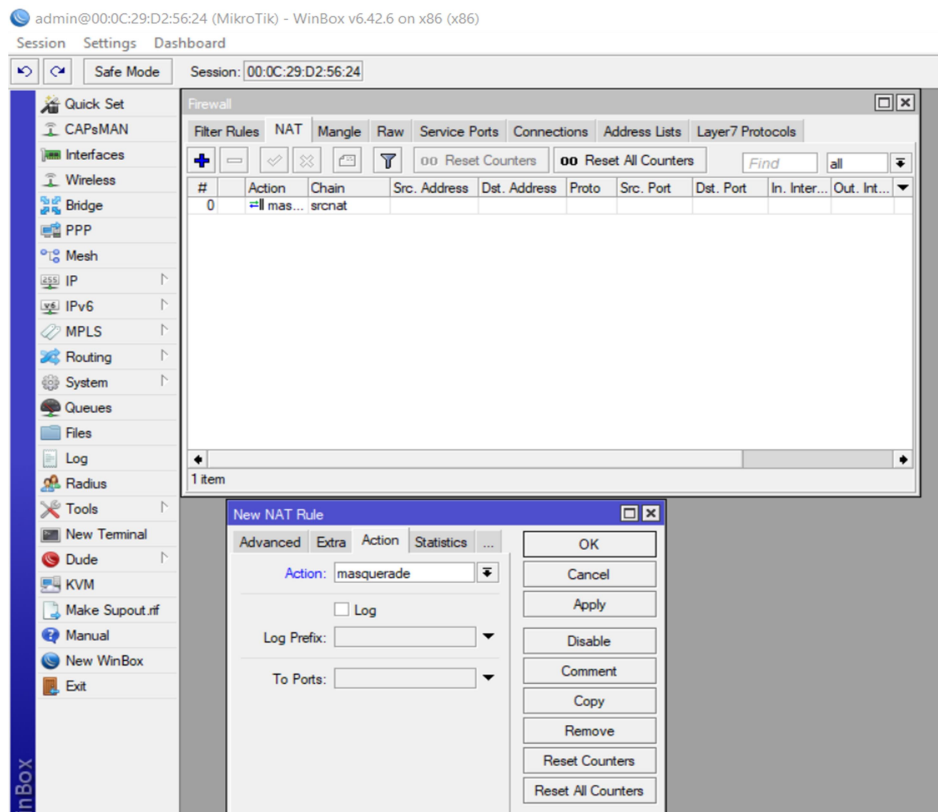 admin@00:0C:29:D2:56:24 (MikroTik) - WinBox v6.42.6 on x86 (x86)
Session Settings Dashboard
Safe Mode Session: 00:0C:29:D2:56:24
Quick Set
CAPsMAN
Interfaces
Wireless
Bridge
PPP
Mesh
IP
IPv6
MPLS
Routing
System
Queues
Files
Log
Radius
Tools
New Terminal
Dude
KVM
Make Supout.rif
Manual
New WinBox
Exit
nBox
Firewall
Filter Rules NAT Mangle Raw Service Ports Connections Address Lists Layer7 Protocols
00 Reset Counters 00 Reset All Counters Find all
# Action Chain Src. Address Dst. Address Proto Src. Port Dst. Port In. Inter... Out. Int...
0 mas... srcnat
1 item
New NAT Rule
Advanced Extra Action Statistics ...
Action: masquerade
Log
Log Prefix:
To Ports:
OK
Cancel
Apply
Disable
Comment
Copy
Remove
Reset Counters
Reset All Counters